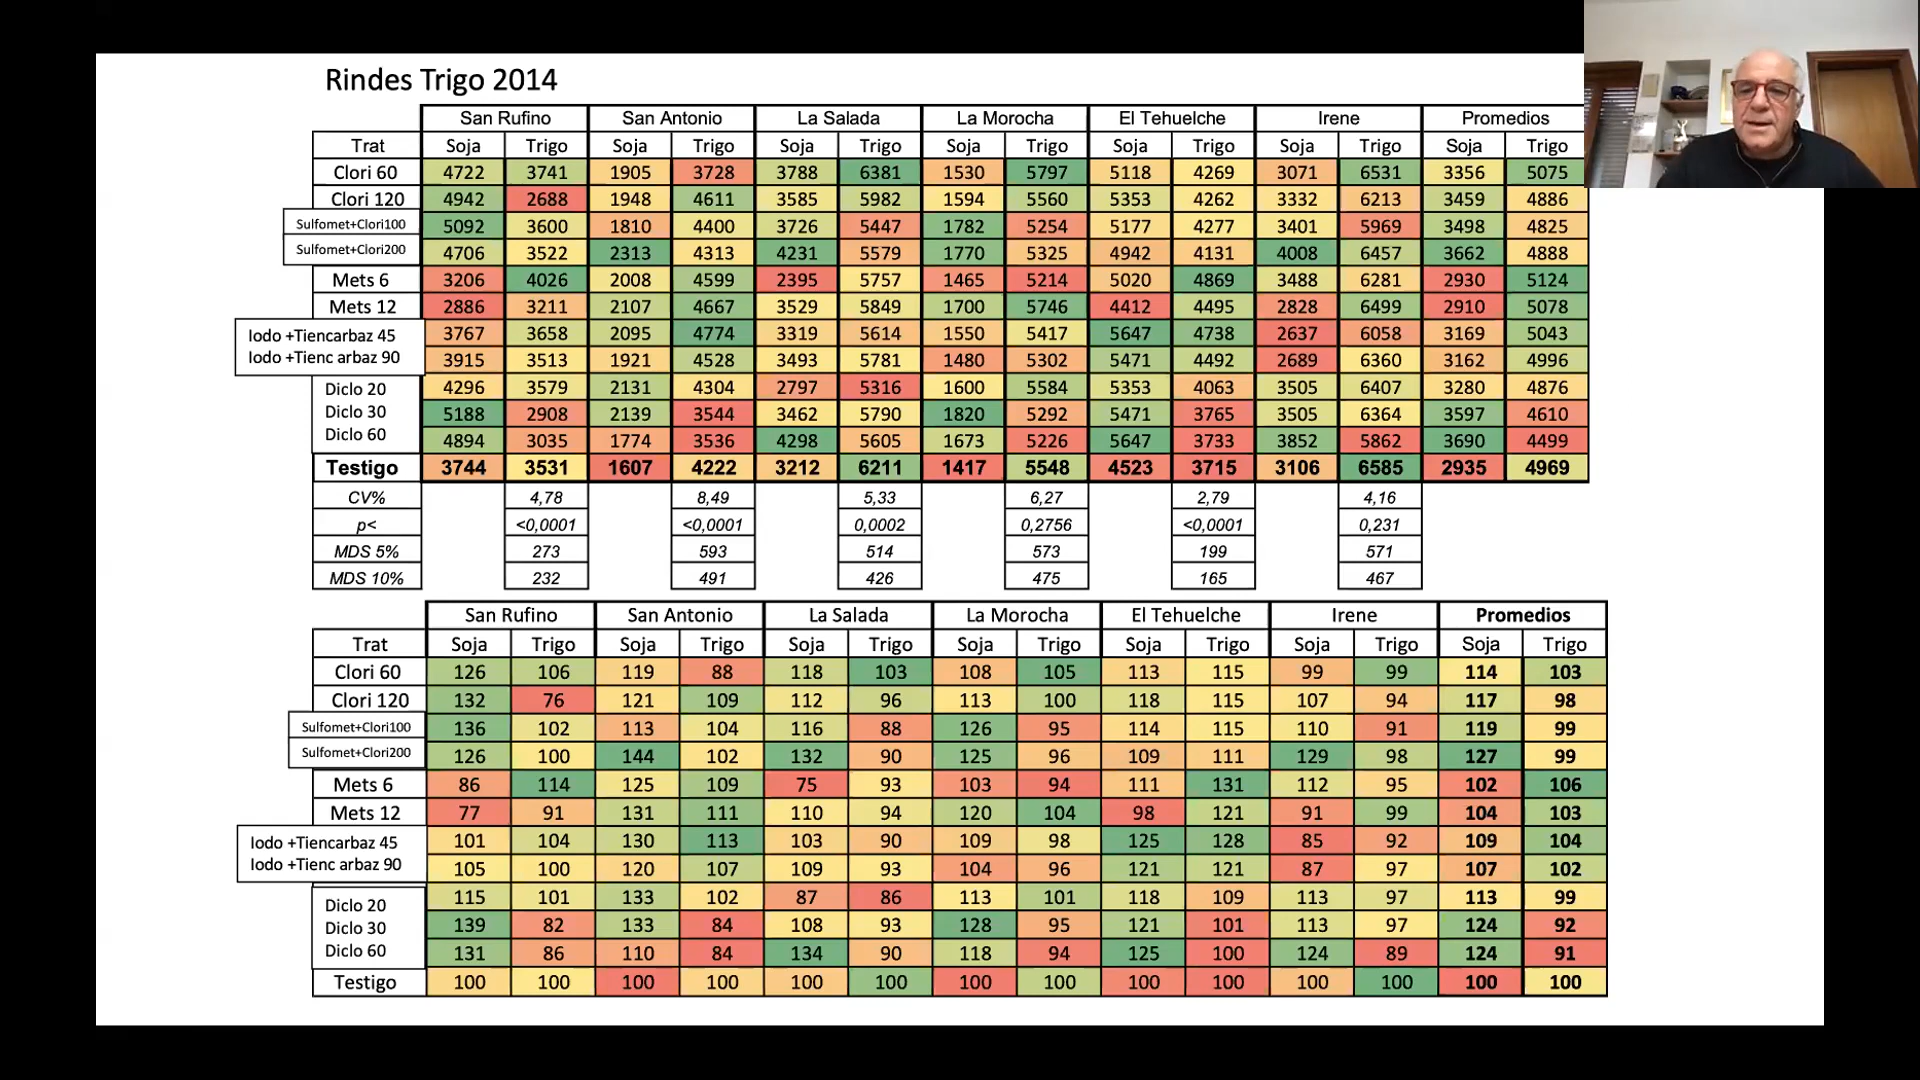 Rindes Trigo 2014
San Rufino San Antonio La Salada La Morocha El Tehuelche Irene Promedios
Trat Soja Trigo Soja Trigo Soja Trigo Soja Trigo Soja Trigo Soja Trigo Soja Trigo
Clori 60 4722 3741 1905 3728 3788 6381 1530 5797 5118 4269 3071 6531 3356 5075
Clori 120 4942 2688 1948 4611 3585 5982 1594 5560 5353 4262 3332 6213 3459 4886
Sulfomet+Clori100 5092 3600 1810 4400 3726 5447 1782 5254 5177 4277 3401 5969 3498 4825
Sulfomet+Clori200 4706 3522 2313 4313 4231 5579 1770 5325 4942 4131 4008 6457 3662 4888
Mets 6 3206 4026 2008 4599 2395 5757 1465 5214 5020 4869 3488 6281 2930 5124
Mets 12 2886 3211 2107 4667 3529 5849 1700 5746 4412 4495 2828 6499 2910 5078
Iodo +Tiencarbaz 45 3767 3658 2095 4774 3319 5614 1550 5417 5647 4738 2637 6058 3169 5043
Iodo +Tienc arbaz 90 3915 3513 1921 4528 3493 5781 1480 5302 5471 4492 2689 6360 3162 4996
Diclo 20 4296 3579 2131 4304 2797 5316 1600 5584 5353 4063 3505 6407 3280 4876
Diclo 30 5188 2908 2139 3544 3462 5790 1820 5292 5471 3765 3505 6364 3597 4610
Diclo 60 4894 3035 1774 3536 4298 5605 1673 5226 5647 3733 3852 5862 3690 4499
Testigo 3744 3531 1607 4222 3212 6211 1417 5548 4523 3715 3106 6585 2935 4969
CV% 4,78 8,49 5,33 6,27 2,79 4,16
p< <0,0001 <0,0001 0,0002 0,2756 <0,0001 0,231
MDS 5% 273 593 514 573 199 571
MDS 10% 232 491 426 475 165 467
San Rufino San Antonio La Salada La Morocha El Tehuelche Irene Promedios
Trat Soja Trigo Soja Trigo Soja Trigo Soja Trigo Soja Trigo Soja Trigo Soja Trigo
Clori 60 126 106 119 88 118 103 108 105 113 115 99 99 114 103
Clori 120 132 76 121 109 112 96 113 100 118 115 107 94 117 98
Sulfomet+Clori100 136 102 113 104 116 88 126 95 114 115 110 91 119 99
Sulfomet+Clori200 126 100 144 102 132 90 125 96 109 111 129 98 127 99
Mets 6 86 114 125 109 75 93 103 94 111 131 112 95 102 106
Mets 12 77 91 131 111 110 94 120 104 98 121 91 99 104 103
Iodo +Tiencarbaz 45 101 104 130 113 103 90 109 98 125 128 85 92 109 104
Iodo +Tienc arbaz 90 105 100 120 107 109 93 104 96 121 121 87 97 107 102
Diclo 20 115 101 133 102 87 86 113 101 118 109 113 97 113 99
Diclo 30 139 82 133 84 108 93 128 95 121 101 113 97 124 92
Diclo 60 131 86 110 84 134 90 118 94 125 100 124 89 124 91
Testigo 100 100 100 100 100 100 100 100 100 100 100 100 100 100